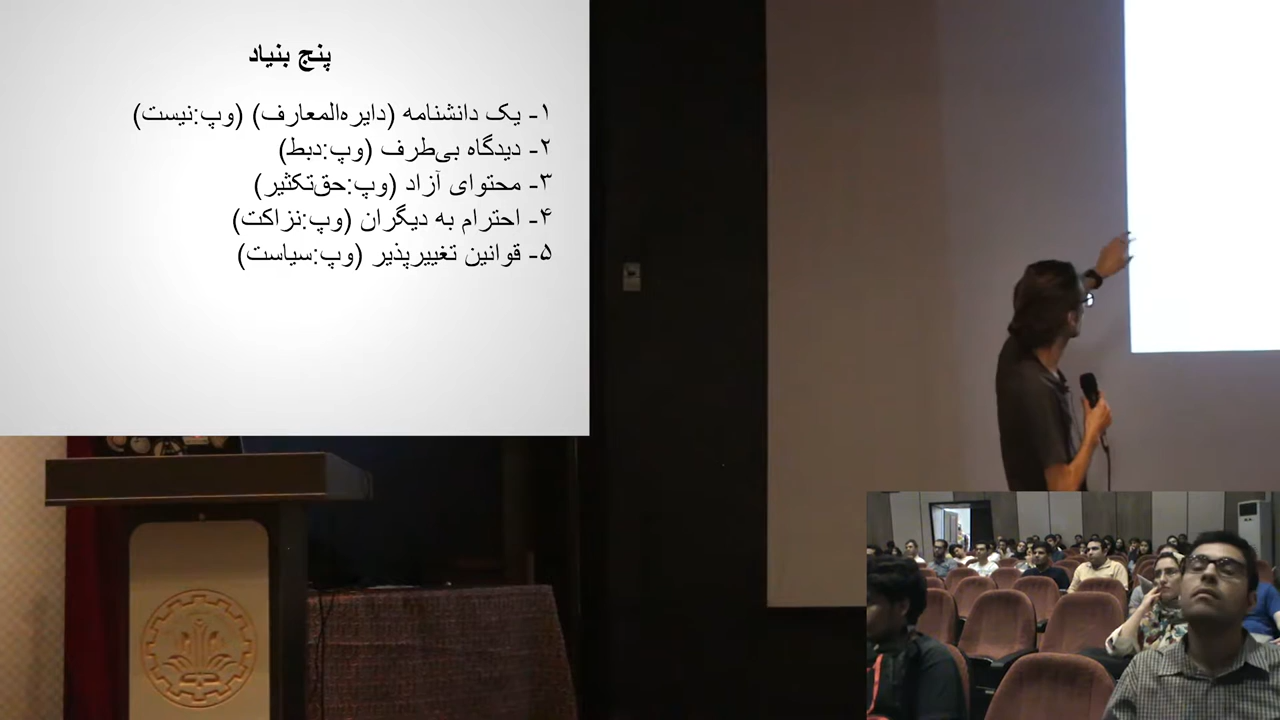 پنج بنیاد
۱- یک دانشنامه (دایره‌المعارف) (وپ:نیست)
۲- دیدگاه بی‌طرف (وپ:دبط)
۳- محتوای آزاد (وپ:حق‌تکثیر)
۴- احترام به دیگران (وپ:نزاکت)
۵- قوانین تغییرپذیر (وپ:سیاست)